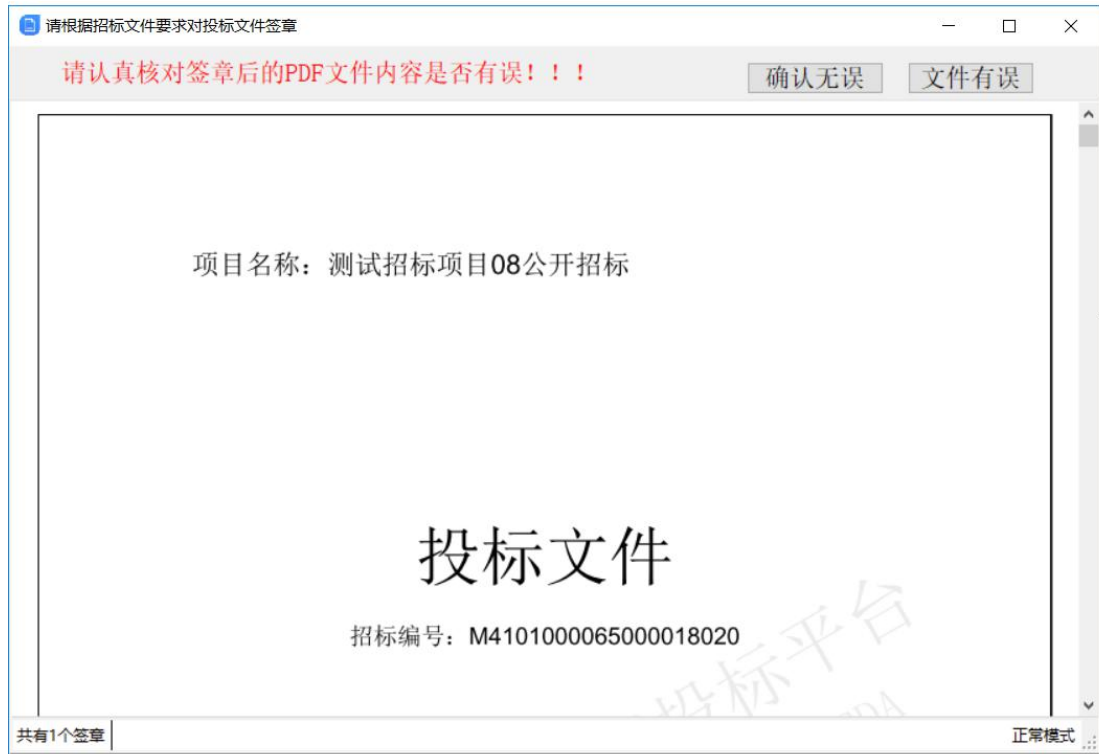 请根据招标文件要求对投标文件签章
请认真核对签章后的PDF文件内容是否有误！！！
确认无误
文件有误
项目名称：测试招标项目08公开招标
投标文件
招标编号：M4101000065000018020
投标平台
共有1个签章
正常模式